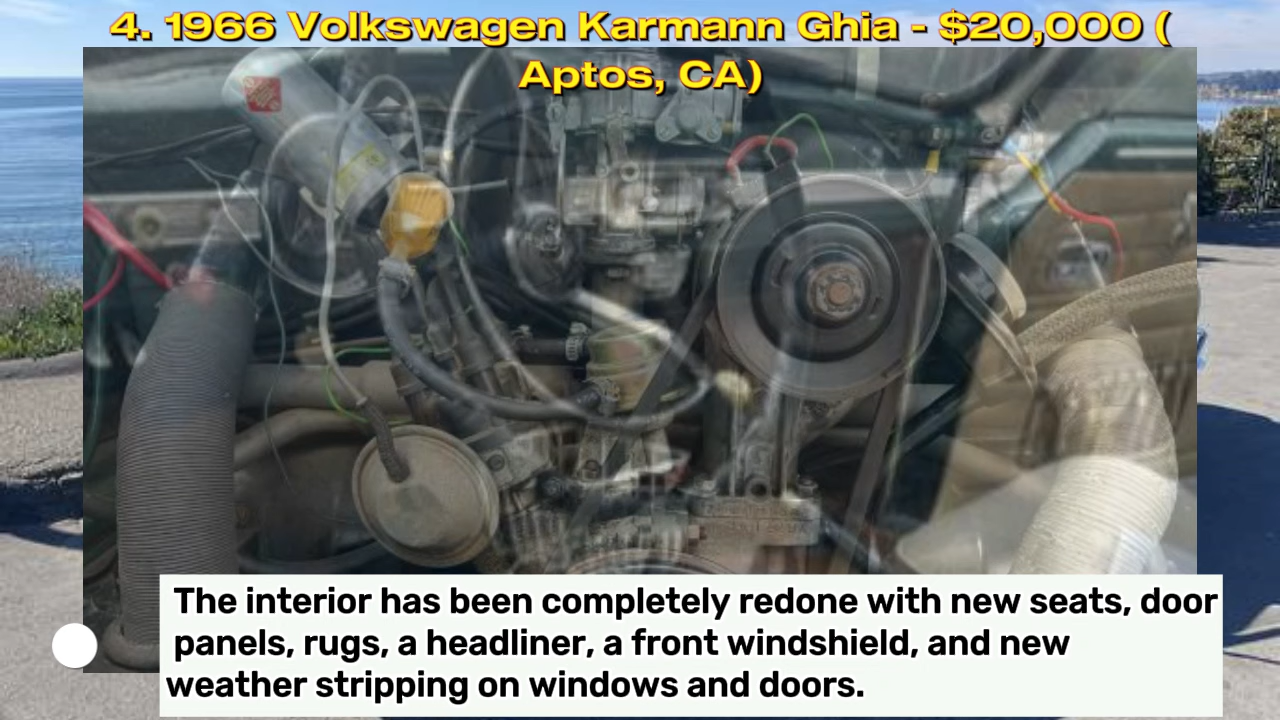 4. 1966 Volkswagen Karmann Ghia - $20,000 (
Aptos, CA)
The interior has been completely redone with new seats, door
panels, rugs, a headliner, a front windshield, and new
weather stripping on windows and doors.